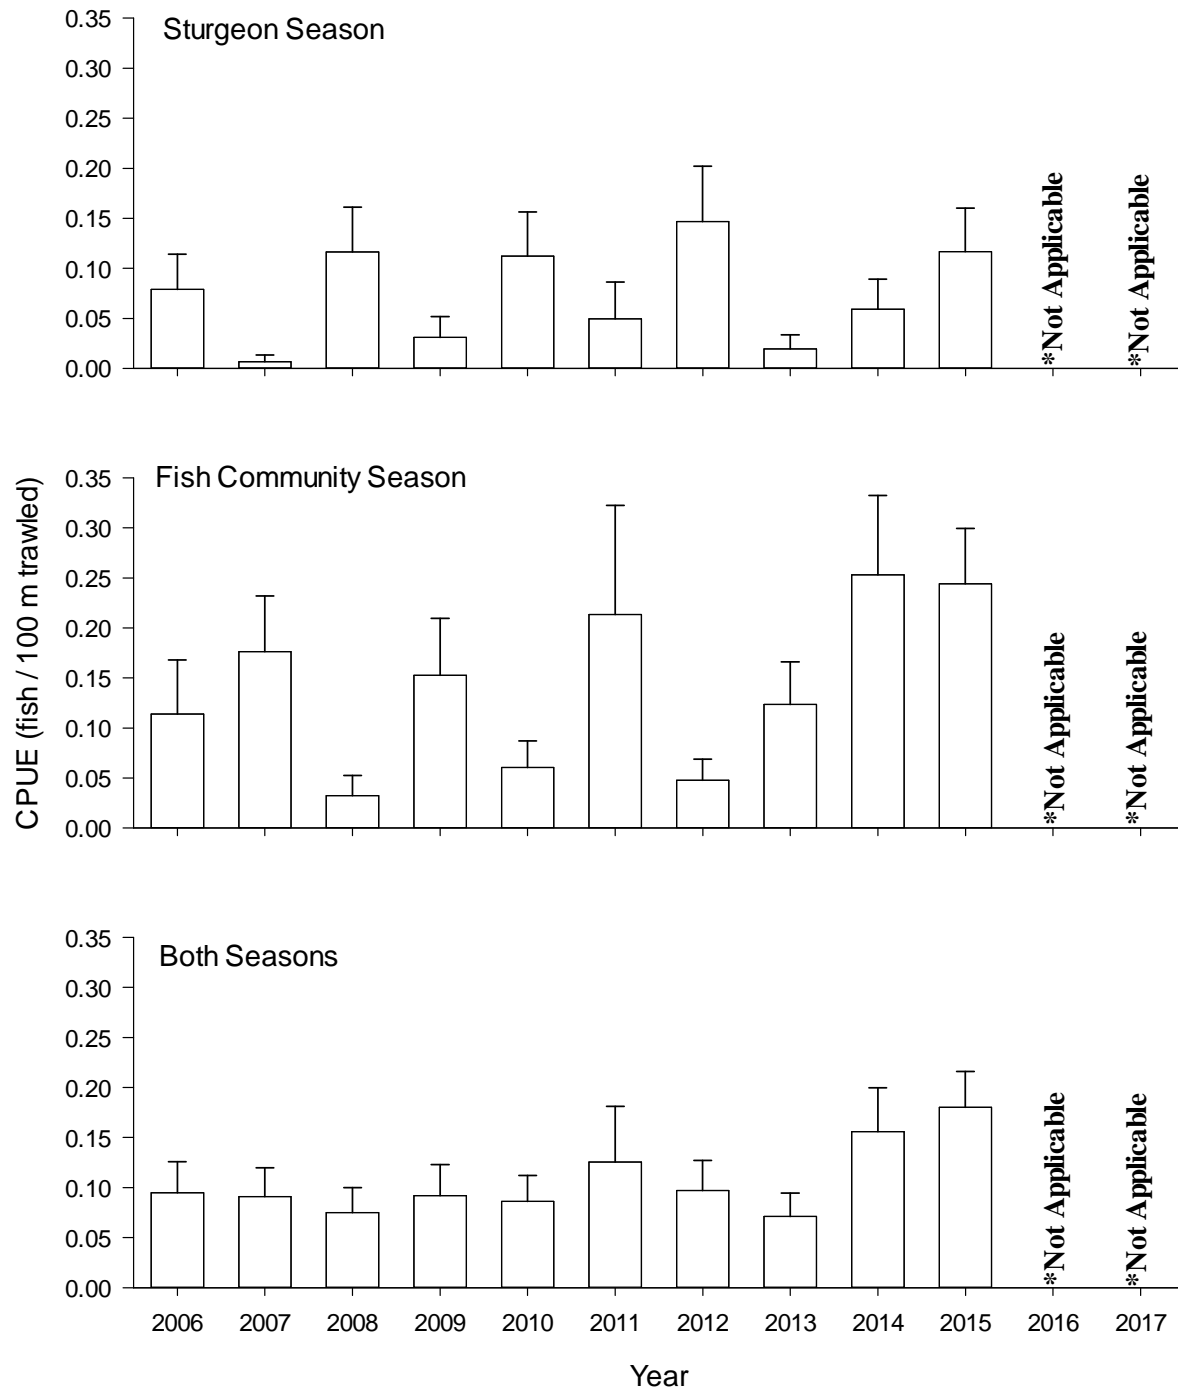 Sturgeon Season
0.35
0.30
0.25
0.20
0.15
0.10
0.05
0.00
*Not Applicable
*Not Applicable
CPUE (fish / 100 m trawled)
Fish Community Season
0.35
0.30
0.25
0.20
0.15
0.10
0.05
0.00
*Not Applicable
*Not Applicable
Both Seasons
0.35
0.30
0.25
0.20
0.15
0.10
0.05
0.00
*Not Applicable
*Not Applicable
2006 2007 2008 2009 2010 2011 2012 2013 2014 2015 2016 2017
Year